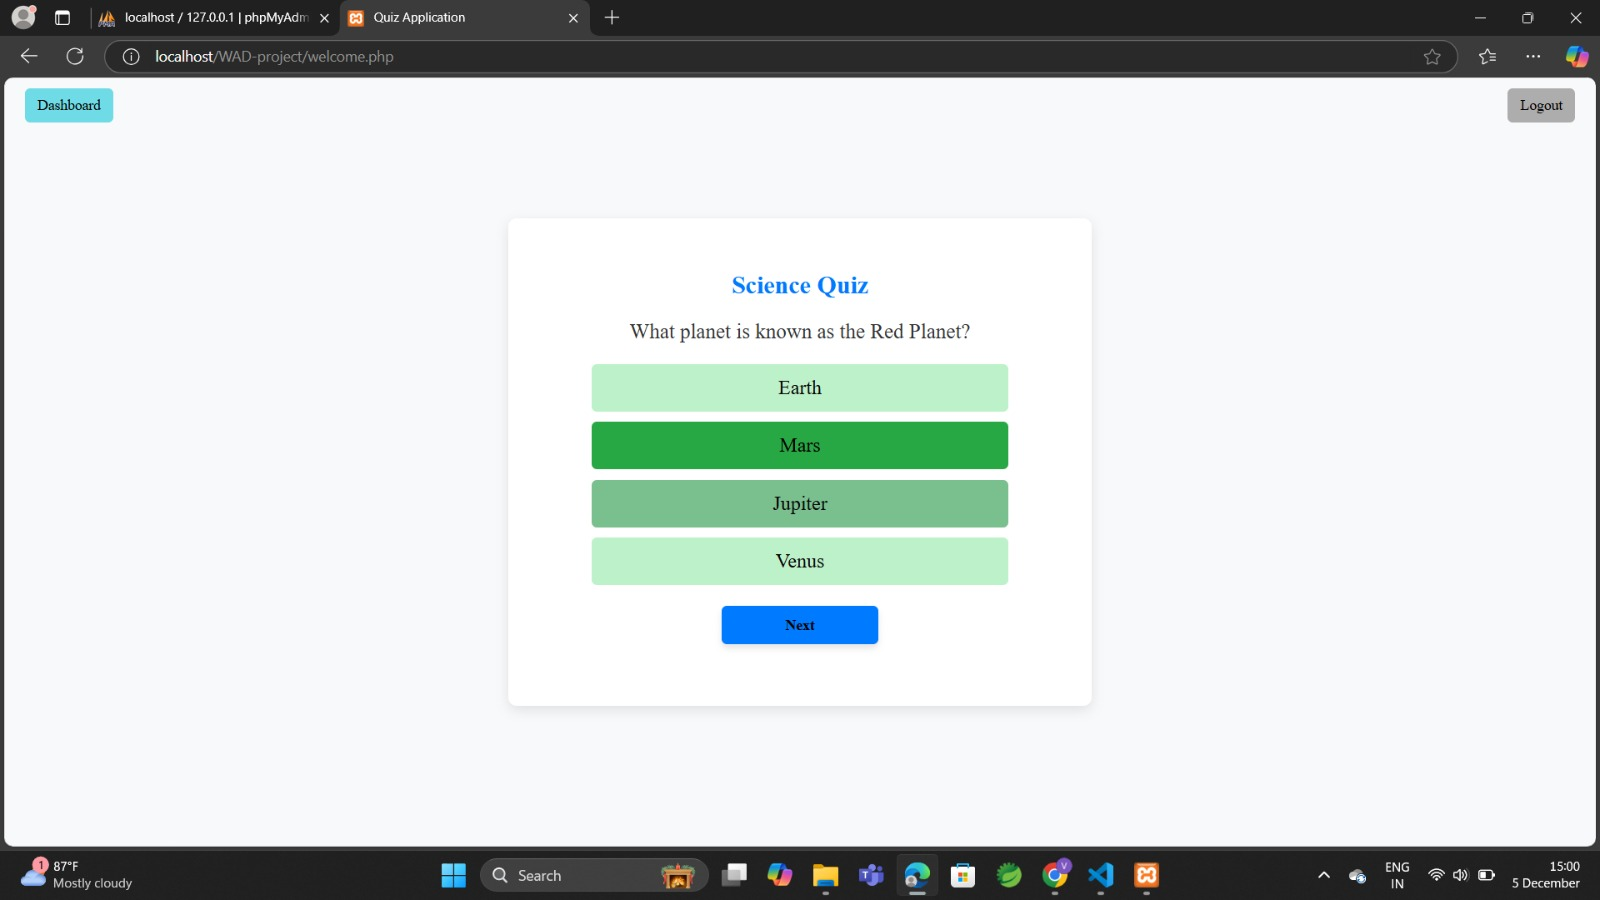 localhost / 127.0.0.1 | phpMyAdm
Quiz Application
localhost/WAD-project/welcome.php
Dashboard
Logout
Science Quiz
What planet is known as the Red Planet?
Earth
Mars
Jupiter
Venus
Next
1
87°F
Mostly cloudy
Search
V
ENG
IN
15:00
5 December